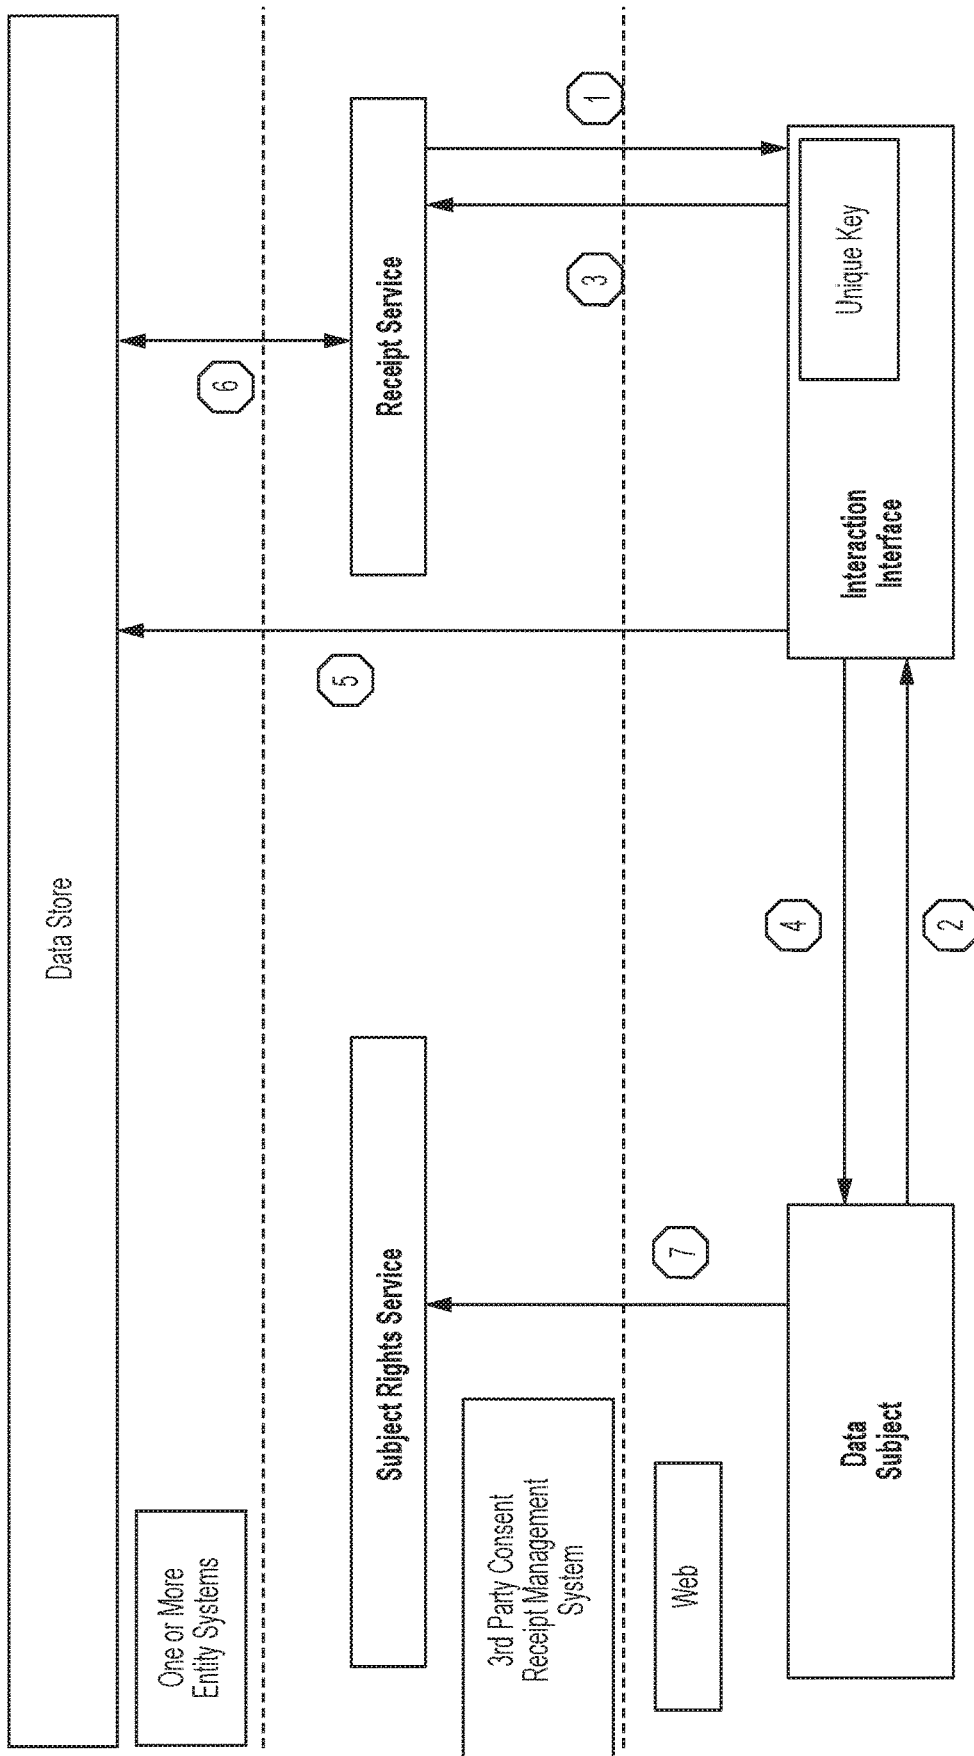 Data Store
One or More
Entity Systems
6
5
Subject Rights Service
Receipt Service
3rd Party Consent
Receipt Management
System
3
1
Web
7
4
Data
Subject
Interaction
Interface
Unique Key
2